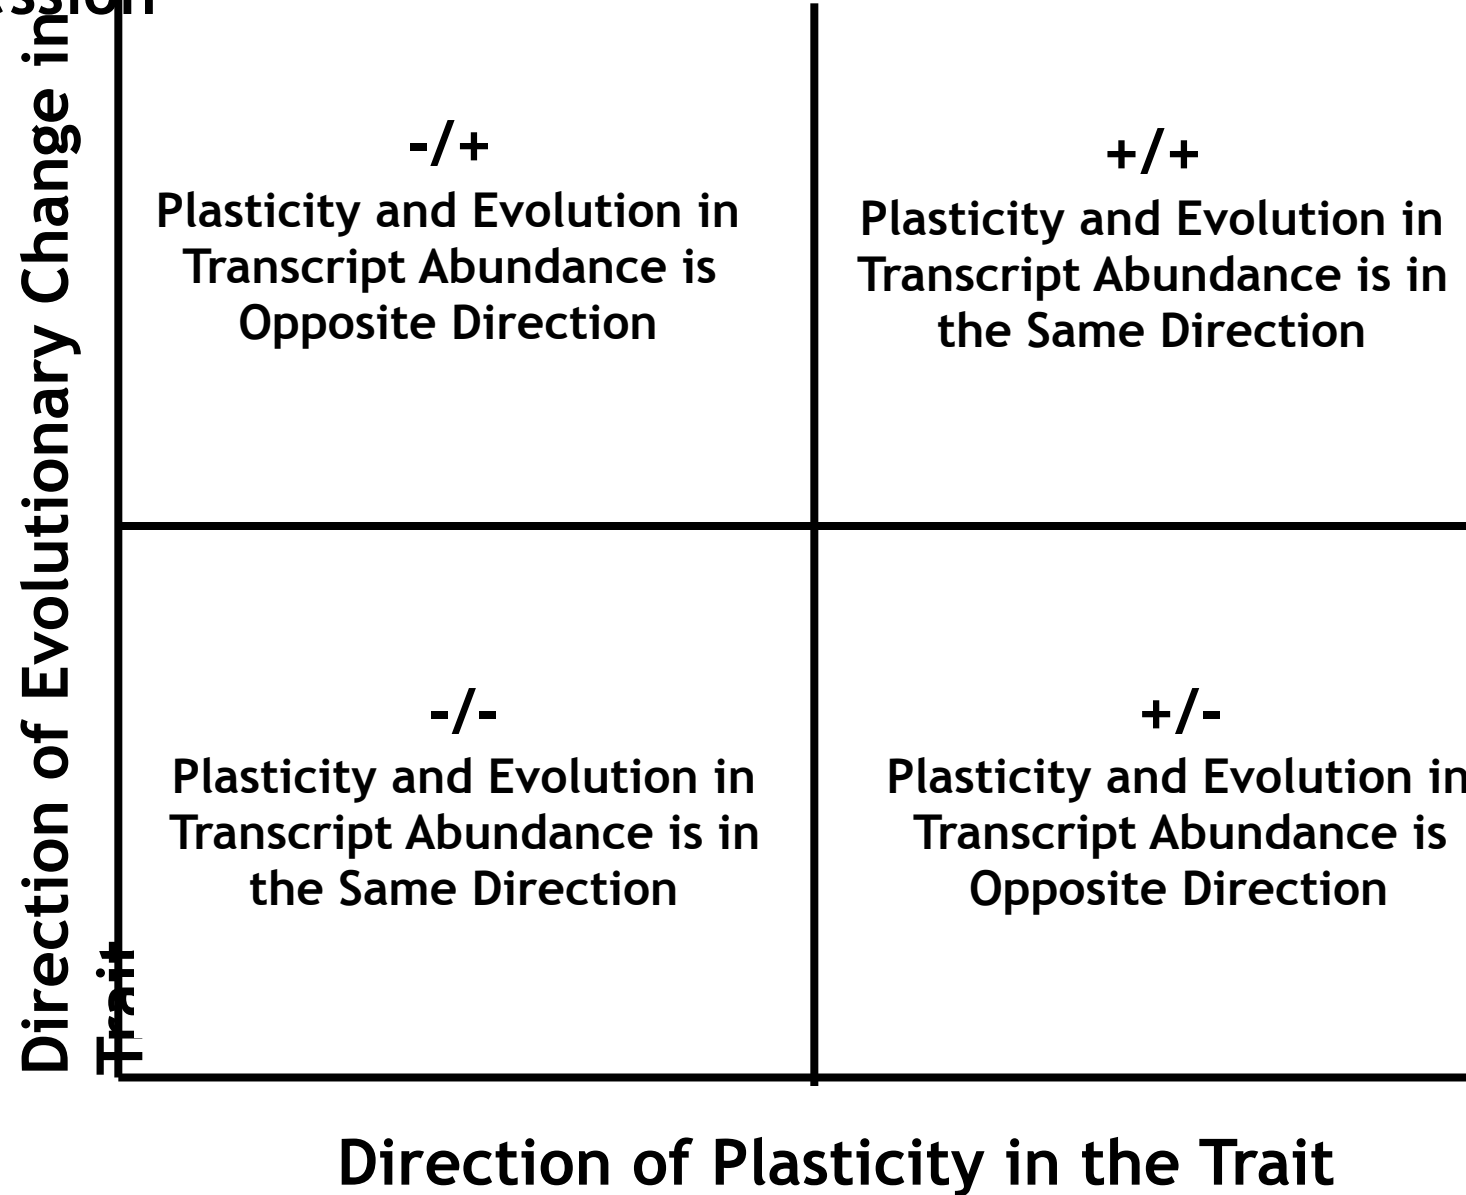 -/+
Plasticity and Evolution in
Transcript Abundance is
Opposite Direction
+/+
Plasticity and Evolution in
Transcript Abundance is in
the Same Direction
-/-
Plasticity and Evolution in
Transcript Abundance is in
the Same Direction
+/-
Plasticity and Evolution in
Transcript Abundance is
Opposite Direction
Direction of Evolutionary Change in
Trait
Direction of Plasticity in the Trait